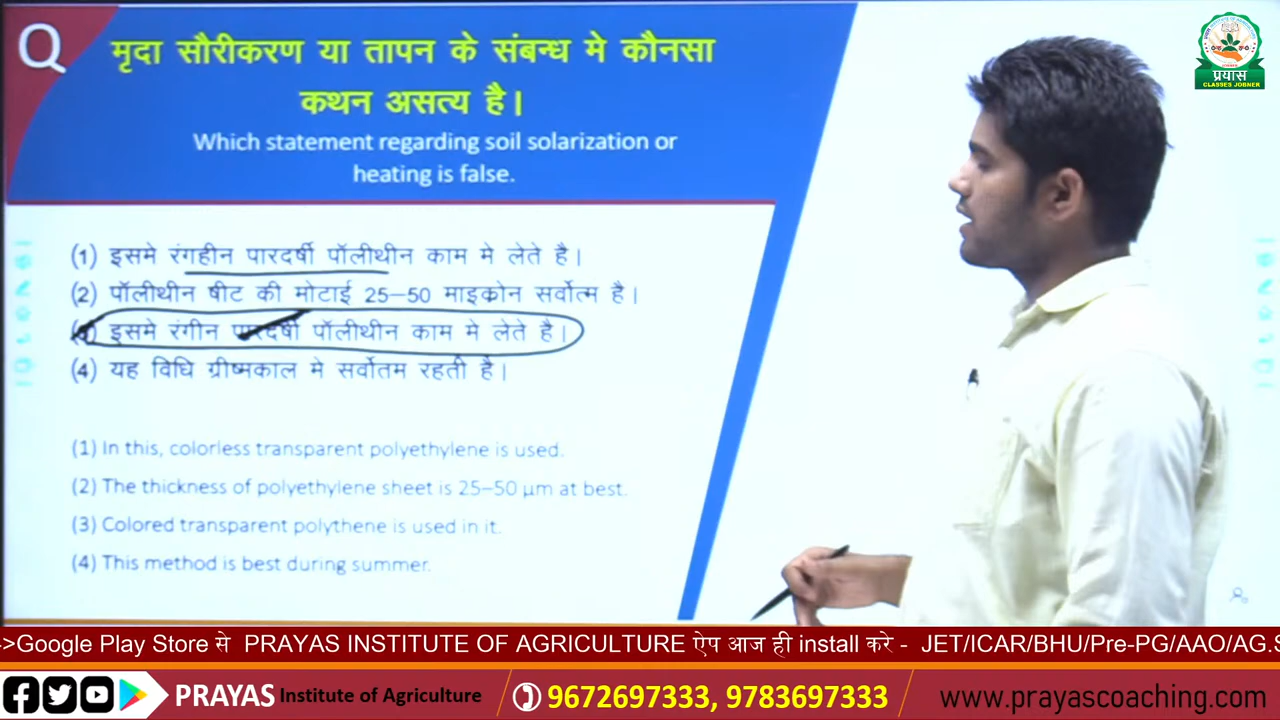 Q
मृदा सौरीकरण या तापन के संबन्ध मे कौनसा
कथन असत्य है।
Which statement regarding soil solarization or
heating is false.
(1) इसमे रंगहीन पारदर्षी पॉलीथीन काम मे लेते है।
(2) पॉलीथीन षीट की मोटाई 25–50 माइक्रोन सर्वोत्म है।
इसमे रंगीन पारदर्षी पॉलीथीन काम मे लेते है।
(4) यह विधि ग्रीष्मकाल मे सर्वोतम रहती है।
(1) In this, colorless transparent polyethylene is used.
(2) The thickness of polyethylene sheet is 25–50 µm at best.
(3) Colored transparent polythene is used in it.
(4) This method is best during summer.
प्रयास
CLASSES JOBNER
->Google Play Store से PRAYAS INSTITUTE OF AGRICULTURE ऐप आज ही install करे - JET/ICAR/BHU/Pre-PG/AAO/AG.S
PRAYAS Institute of Agriculture 9672697333, 9783697333 www.prayascoaching.com